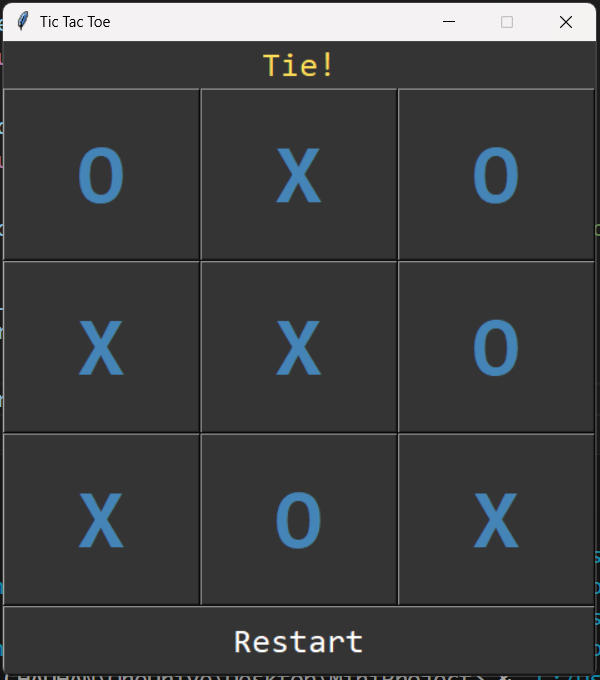 Tic Tac Toe
Tie!
O X O
X X O
X O X
Restart